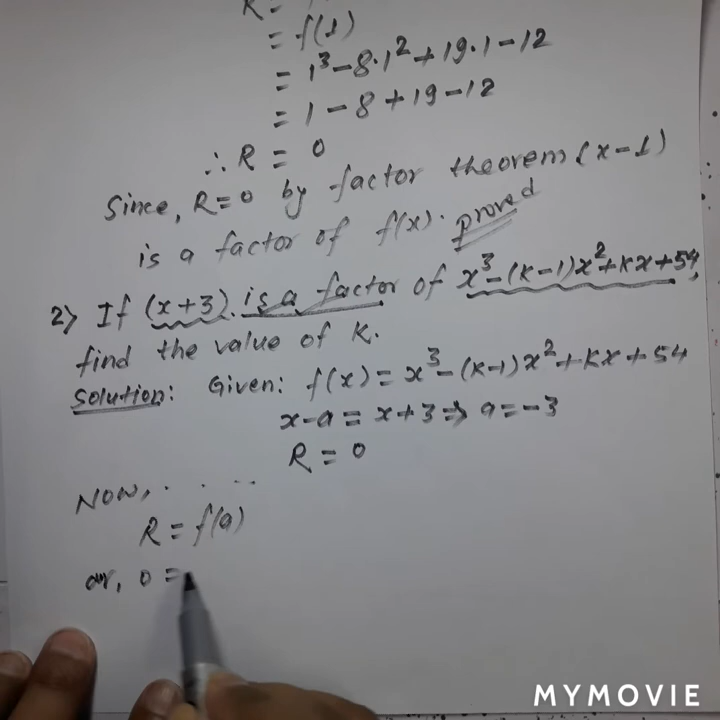 R =
= f(1)
= 1³ - 8·1² + 19·1 - 12
= 1 - 8 + 19 - 12
∴ R = 0
Since, R=0 by factor theorem (x-1)
is a factor of f(x). proved
2> If (x+3) is a factor of x³-(k-1)x²+kx+54,
find the value of k.
Solution: Given: f(x) = x³-(k-1)x²+kx+54
x-a = x+3 ⇒ a=-3
R = 0
Now, . . . .
R = f(a)
or, 0 =
MYMOVIE